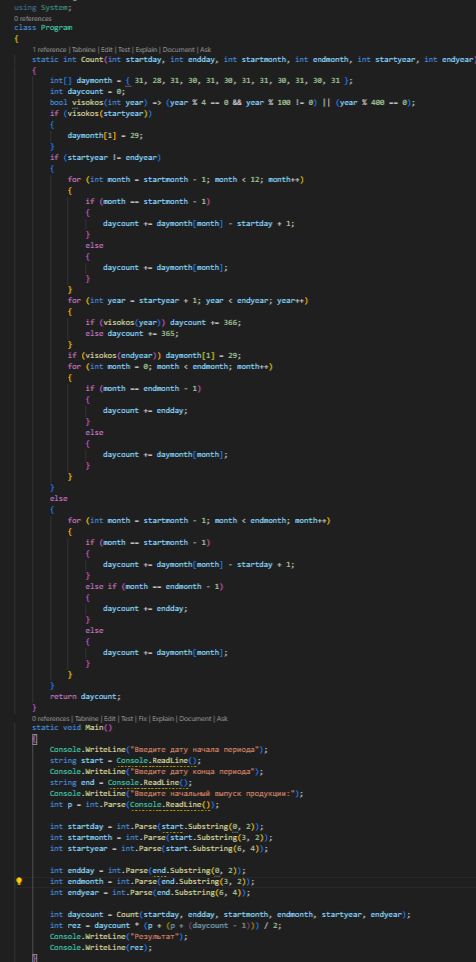 using System;
0 references
class Program
{
1 reference | Tabnine | Edit | Test | Explain | Document | Ask
static int Count(int startday, int endday, int startmonth, int endmonth, int startyear, int endyear)
{
int[] daymonth = { 31, 28, 31, 30, 31, 30, 31, 31, 30, 31, 30, 31 };
int daycount = 0;
bool visokos(int year) => (year % 4 == 0 && year % 100 != 0) || (year % 400 == 0);
if (visokos(startyear))
{
daymonth[1] = 29;
}
if (startyear != endyear)
{
for (int month = startmonth - 1; month < 12; month++)
{
if (month == startmonth - 1)
{
daycount += daymonth[month] - startday + 1;
}
else
{
daycount += daymonth[month];
}
}
for (int year = startyear + 1; year < endyear; year++)
{
if (visokos(year)) daycount += 366;
else daycount += 365;
}
if (visokos(endyear)) daymonth[1] = 29;
for (int month = 0; month < endmonth; month++)
{
if (month == endmonth - 1)
{
daycount += endday;
}
else
{
daycount += daymonth[month];
}
}
}
else
{
for (int month = startmonth - 1; month < endmonth; month++)
{
if (month == startmonth - 1)
{
daycount += daymonth[month] - startday + 1;
}
else if (month == endmonth - 1)
{
daycount += endday;
}
else
{
daycount += daymonth[month];
}
}
}
return daycount;
}
0 references | Tabnine | Edit | Test | Fix | Explain | Document | Ask
static void Main()
{
Console.WriteLine("Введите дату начала периода");
string start = Console.ReadLine();
Console.WriteLine("Введите дату конца периода");
string end = Console.ReadLine();
Console.WriteLine("Введите начальный выпуск продукции:");
int p = int.Parse(Console.ReadLine());
int startday = int.Parse(start.Substring(0, 2));
int startmonth = int.Parse(start.Substring(3, 2));
int startyear = int.Parse(start.Substring(6, 4));
int endday = int.Parse(end.Substring(0, 2));
int endmonth = int.Parse(end.Substring(3, 2));
int endyear = int.Parse(end.Substring(6, 4));
int daycount = Count(startday, endday, startmonth, endmonth, startyear, endyear);
int rez = daycount * (p + (p + (daycount - 1))) / 2;
Console.WriteLine("Результат");
Console.WriteLine(rez);
}